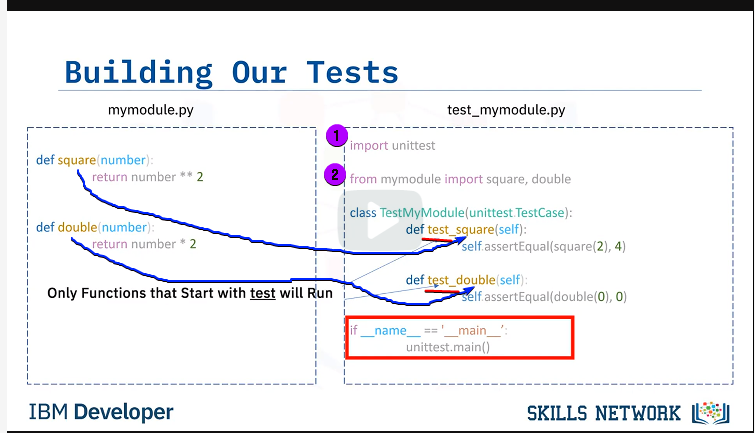 Building Our Tests
mymodule.py
def square(number):
return number ** 2
def double(number):
return number * 2
Only Functions that Start with test will Run
test_mymodule.py
1
import unittest
2
from mymodule import square, double
class TestMyModule(unittest.TestCase):
def test_square(self):
self.assertEqual(square(2), 4)
def test_double(self):
self.assertEqual(double(0), 0)
if __name__ == '__main__':
unittest.main()
IBM Developer
SKILLS NETWORK